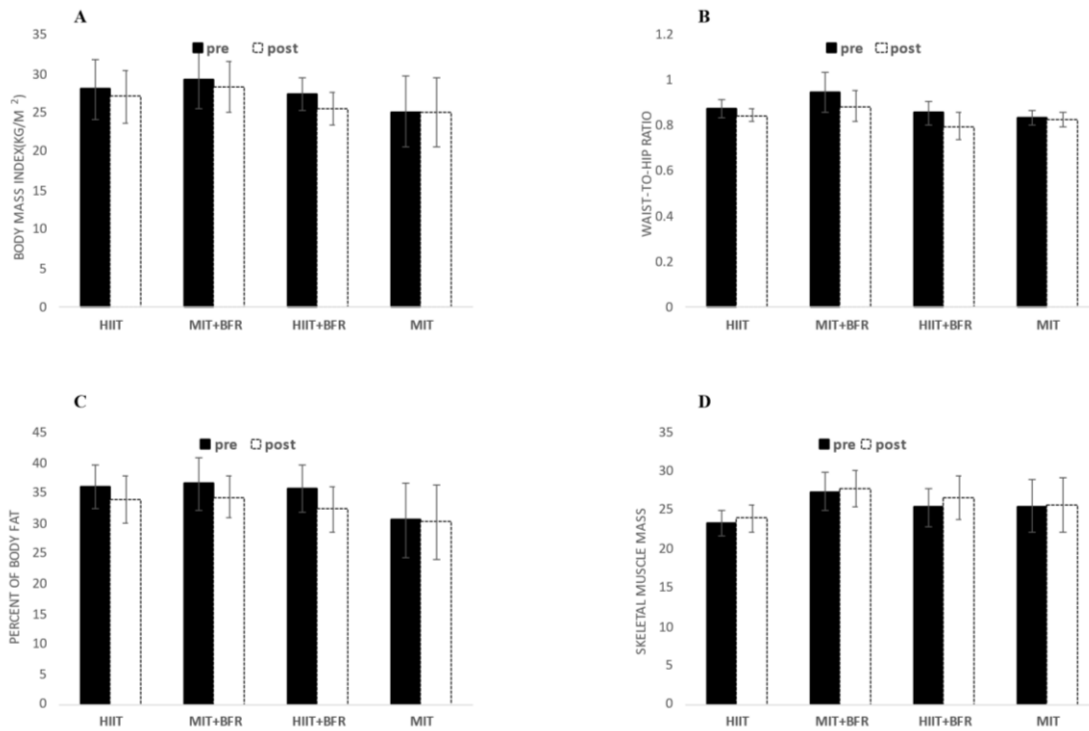 A
BODY MASS INDEX(KG/M 2)
35
30
25
20
15
10
5
0
pre post
HIIT MIT+BFR HIIT+BFR MIT
B
WAIST-TO-HIP RATIO
1.2
1
0.8
0.6
0.4
0.2
0
pre post
HIIT MIT+BFR HIIT+BFR MIT
C
PERCENT OF BODY FAT
45
40
35
30
25
20
15
10
5
0
pre post
HIIT MIT+BFR HIIT+BFR MIT
D
SKELETAL MUSCLE MASS
35
30
25
20
15
10
5
0
pre post
HIIT MIT+BFR HIIT+BFR MIT